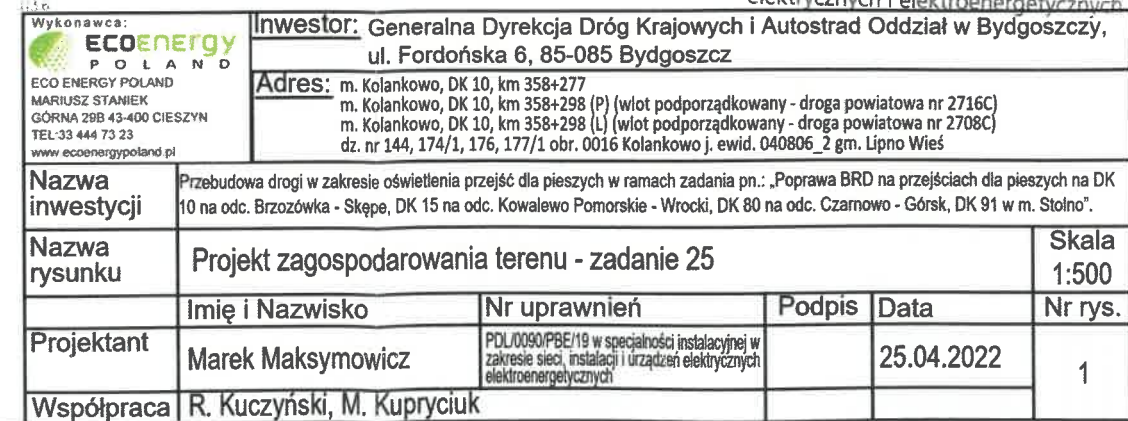 elektrycznych i elektroenergetycznych
Wykonawca:
ECOENERGY
POLAND
ECO ENERGY POLAND
MARIUSZ STANIEK
GÓRNA 29B 43-400 CIESZYN
TEL:33 444 73 23
www ecoenergypoland.pl
Inwestor: Generalna Dyrekcja Dróg Krajowych i Autostrad Oddział w Bydgoszczy,
ul. Fordońska 6, 85-085 Bydgoszcz
Adres: m. Kolankowo, DK 10, km 358+277
m. Kolankowo, DK 10, km 358+298 (P) (wlot podporządkowany - droga powiatowa nr 2716C)
m. Kolankowo, DK 10, km 358+298 (L) (wlot podporządkowany - droga powiatowa nr 2708C)
dz. nr 144, 174/1, 176, 177/1 obr. 0016 Kolankowo j. ewid. 040806_2 gm. Lipno Wieś
Nazwa
inwestycji
Przebudowa drogi w zakresie oświetlenia przejść dla pieszych w ramach zadania pn.: „Poprawa BRD na przejściach dla pieszych na DK
10 na odc. Brzozówka - Skępe, DK 15 na odc. Kowalewo Pomorskie - Wrocki, DK 80 na odc. Czarnowo - Górsk, DK 91 w m. Stolno".
Nazwa
rysunku
Projekt zagospodarowania terenu - zadanie 25
Skala
1:500
Imię i Nazwisko Nr uprawnień Podpis Data Nr rys.
Projektant
Marek Maksymowicz
PDL/0090/PBE/19 w specjalności instalacyjnej w
zakresie sieci, instalacji i urządzeń elektrycznych
elektroenergetycznych
25.04.2022
1
Współpraca R. Kuczyński, M. Kupryciuk